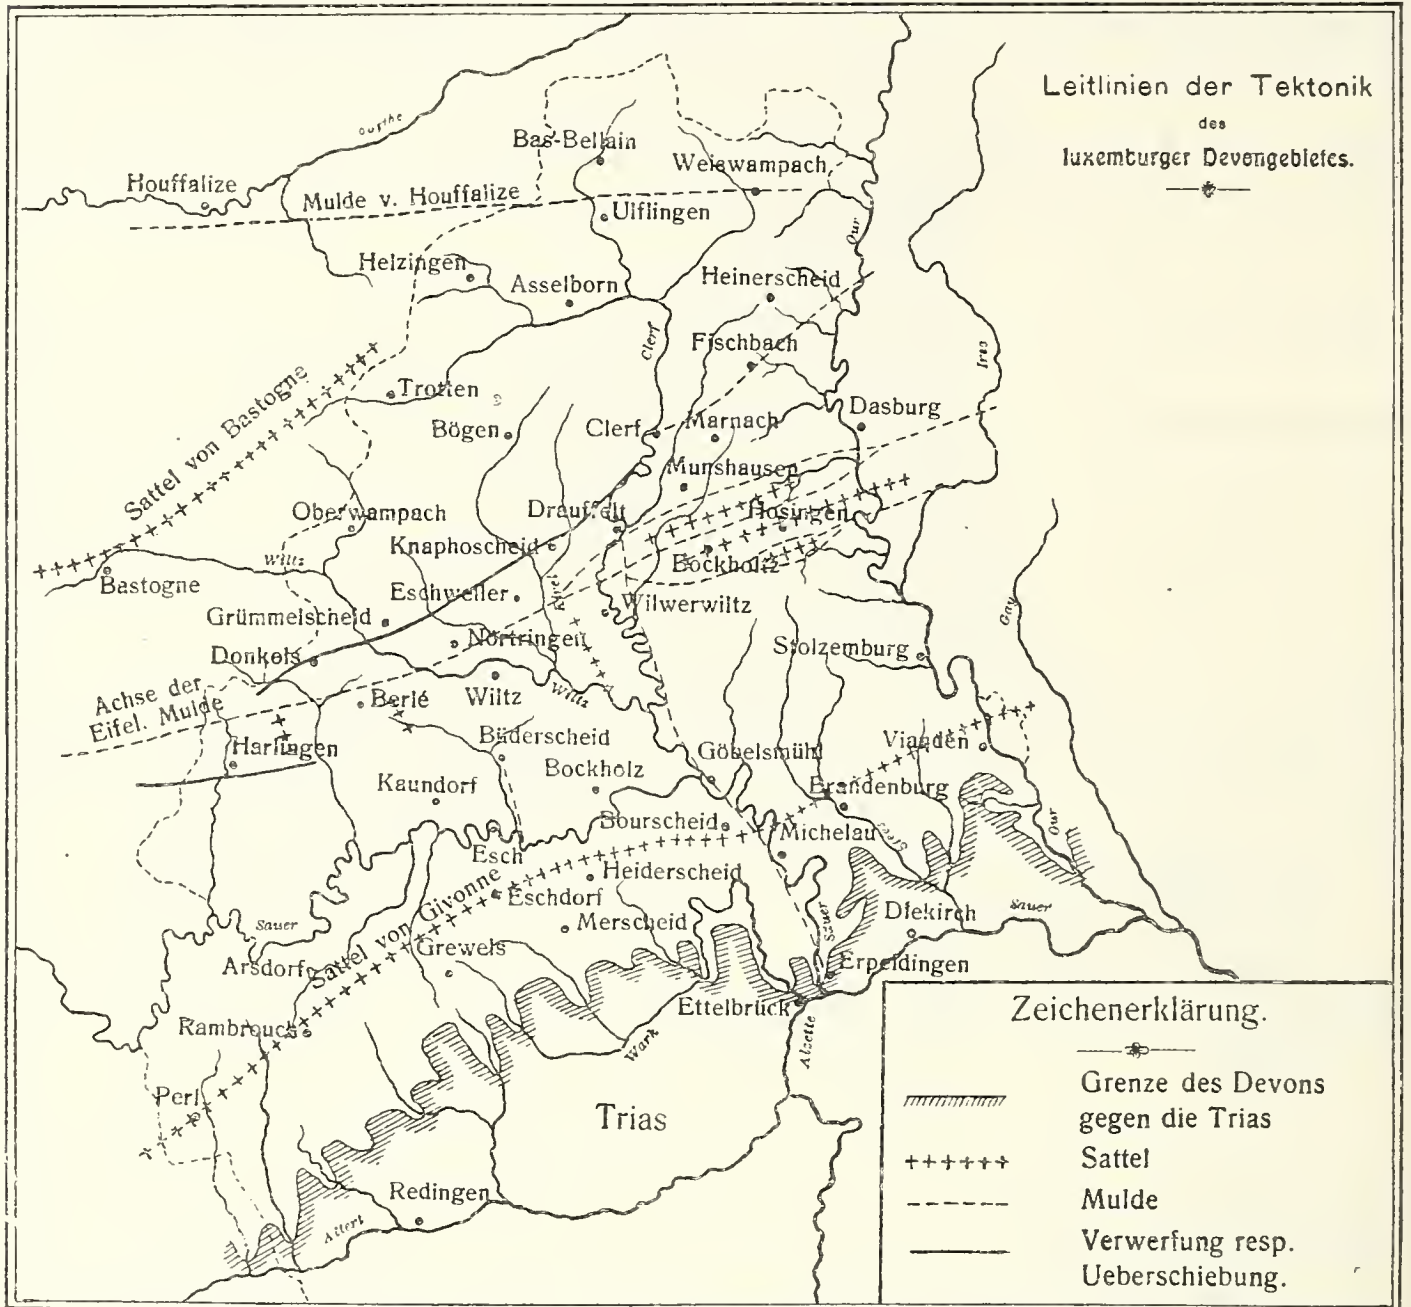 Leitlinien der Tektonik
des
luxemburger Devongebietes.
Ourthe
Bas-Bellain
Weiswampach
Houffalize
Mulde v. Houffalize
Ulflingen
Our
Helzingen
Asselborn
Heinerscheid
Clerf
Fischbach
Irse
Sattel von Bastogne
Trotten
Bögen
Clerf
Marnach
Dasburg
Munshausen
Oberwampach
Drauffelt
Hosingen
Knaphoscheid
Wiltz
Bockholtz
Bastogne
Eschweiler
Wilwerwiltz
Gay
Grümmelscheid
Nörtringen
Stolzemburg
Donkols
Achse der
Eifel. Mulde
Berlé
Wiltz
Wiltz
Harlingen
Büderscheid
Göbelsmühl
Vianden
Kaundorf
Bockholz
Brandenburg
Our
Bourscheid
Michelau
Esch
Heiderscheid
Sattel von Givonne
Eschdorf
Merscheid
Diekirch
Sauer
Sauer
Sauer
Arsdorf
Grewels
Erpeldingen
Ettelbrück
Rambrouch
Wark
Alzette
Perl
Trias
Redingen
Attert
Zeichenerklärung.
Grenze des Devons
gegen die Trias
Sattel
Mulde
Verwerfung resp.
Ueberschiebung.